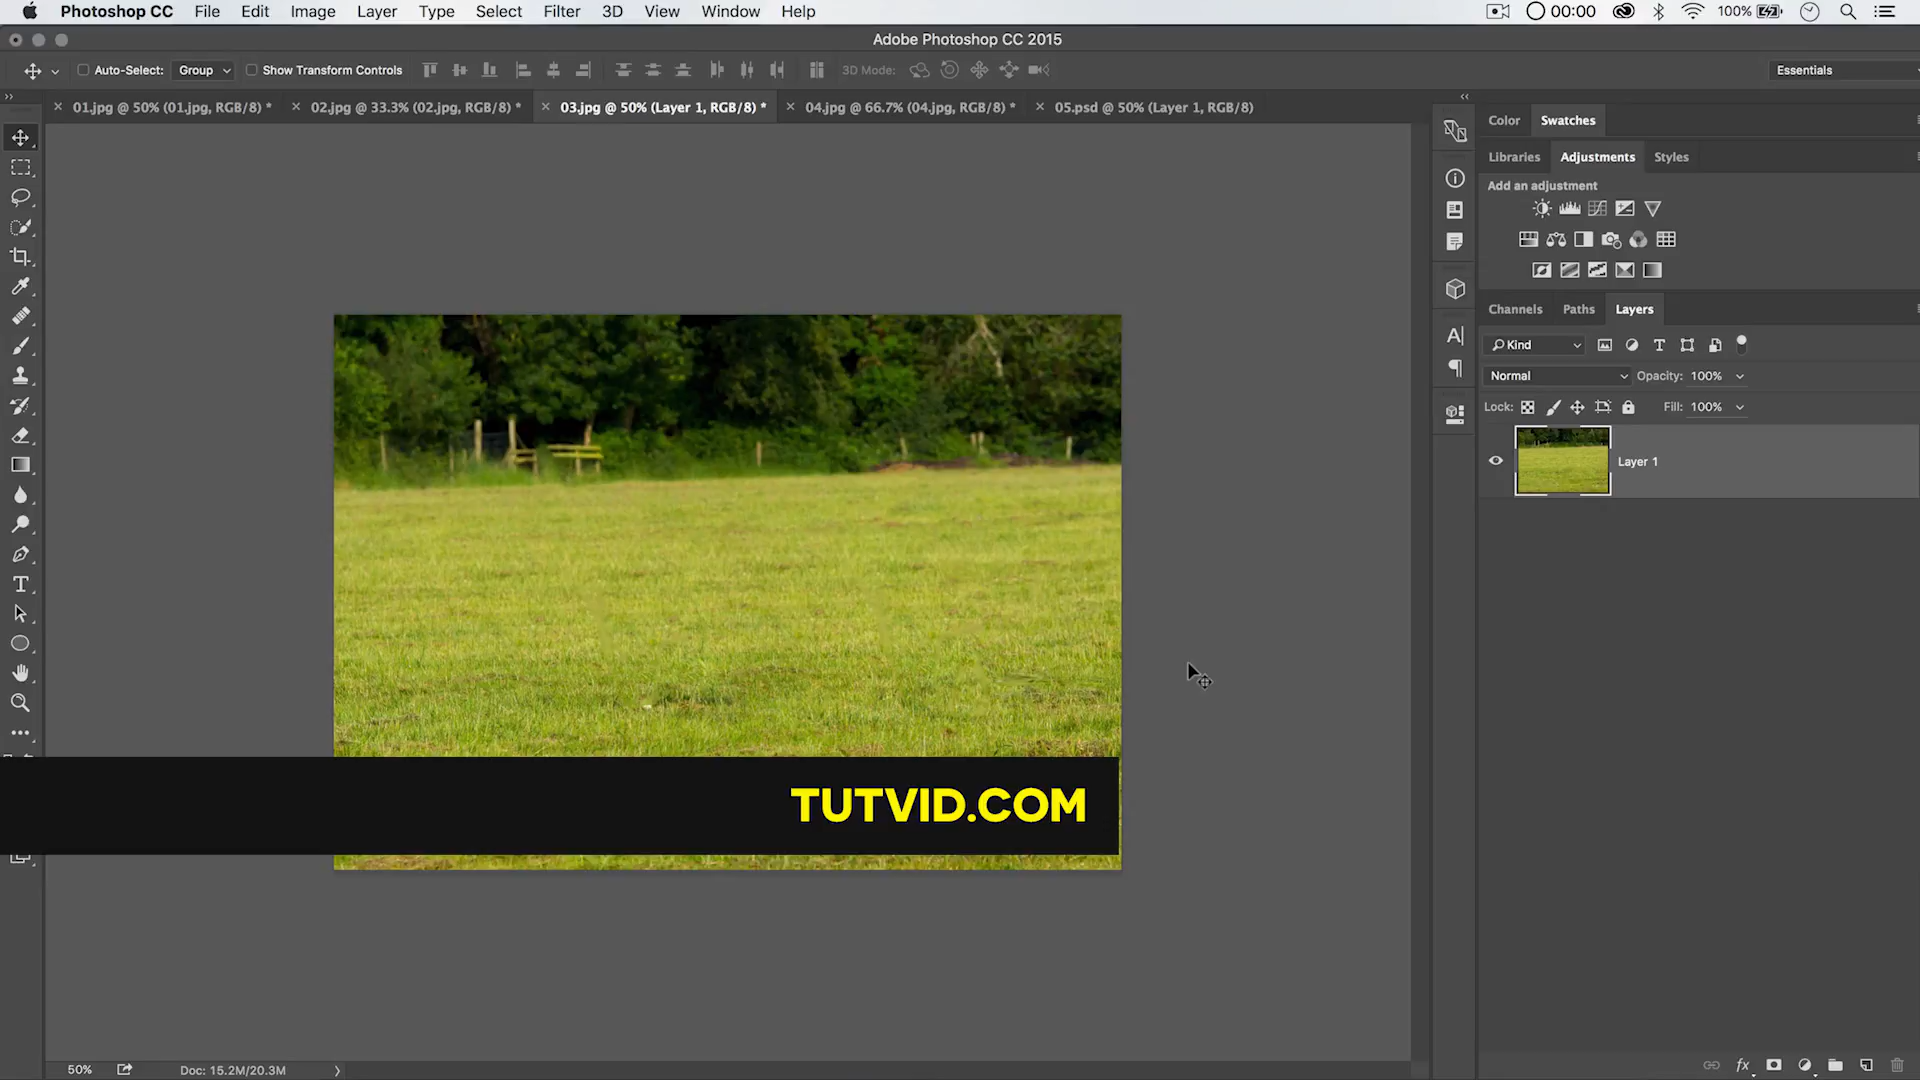 Photoshop CC File Edit Image Layer Type Select Filter 3D View Window Help 00:00 100%
Adobe Photoshop CC 2015
Auto-Select: Group Show Transform Controls 3D Mode: Essentials
01.jpg @ 50% (01.jpg, RGB/8) * 02.jpg @ 33.3% (02.jpg, RGB/8) * 03.jpg @ 50% (Layer 1, RGB/8) * 04.jpg @ 66.7% (04.jpg, RGB/8) * 05.psd @ 50% (Layer 1, RGB/8)
Color Swatches
Libraries Adjustments Styles
Add an adjustment
Channels Paths Layers
Kind
Normal Opacity: 100%
Lock: Fill: 100%
Layer 1
TUTVID.COM
50% Doc: 15.2M/20.3M